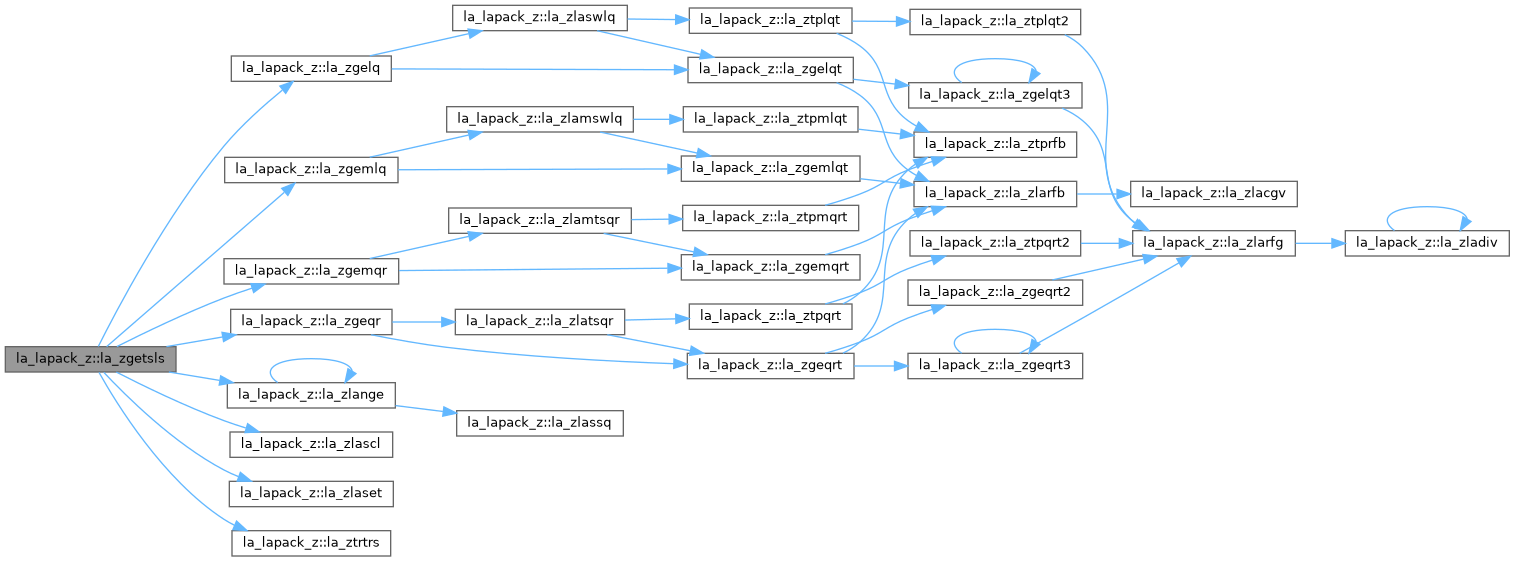 la_lapack_z::la_zgetsls
la_lapack_z::la_zgelq
la_lapack_z::la_zgemlq
la_lapack_z::la_zgemqr
la_lapack_z::la_zgeqr
la_lapack_z::la_zlange
la_lapack_z::la_zlascl
la_lapack_z::la_zlaset
la_lapack_z::la_ztrtrs
la_lapack_z::la_zlaswlq
la_lapack_z::la_zlamswlq
la_lapack_z::la_zlamtsqr
la_lapack_z::la_zlatsqr
la_lapack_z::la_zlassq
la_lapack_z::la_ztplqt
la_lapack_z::la_zgelqt
la_lapack_z::la_ztpmlqt
la_lapack_z::la_zgemlqt
la_lapack_z::la_ztpmqrt
la_lapack_z::la_zgemqrt
la_lapack_z::la_ztpqrt
la_lapack_z::la_zgeqrt
la_lapack_z::la_ztplqt2
la_lapack_z::la_zgelqt3
la_lapack_z::la_ztprfb
la_lapack_z::la_zlarfb
la_lapack_z::la_ztpqrt2
la_lapack_z::la_zgeqrt2
la_lapack_z::la_zgeqrt3
la_lapack_z::la_zlacgv
la_lapack_z::la_zlarfg
la_lapack_z::la_zladiv